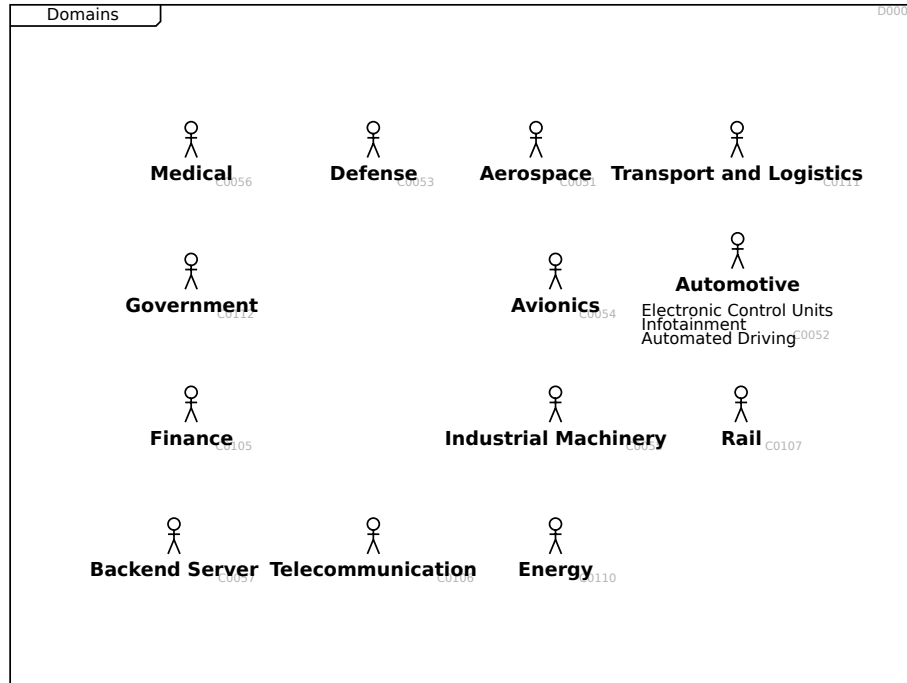 Domains
D000
Medical
C0056
Defense
C0053
Aerospace
C0051
Transport and Logistics
C0111
Government
C0112
Avionics
C0054
Automotive
Electronic Control Units
Infotainment
Automated Driving
C0052
Finance
C0105
Industrial Machinery
Rail
C0107
Backend Server
C0057
Telecommunication
C0106
Energy
C0110